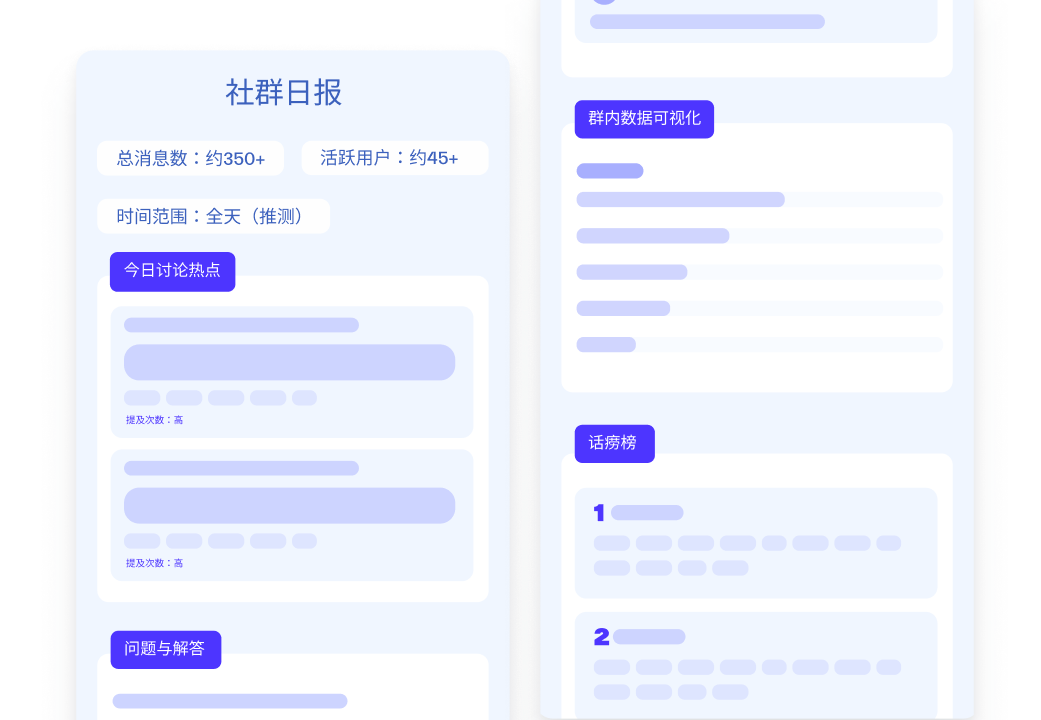 社群日报
总消息数：约350+
活跃用户：约45+
时间范围：全天（推测）
今日讨论热点
提及次数：高
提及次数：高
问题与解答
群内数据可视化
话痨榜
1
2